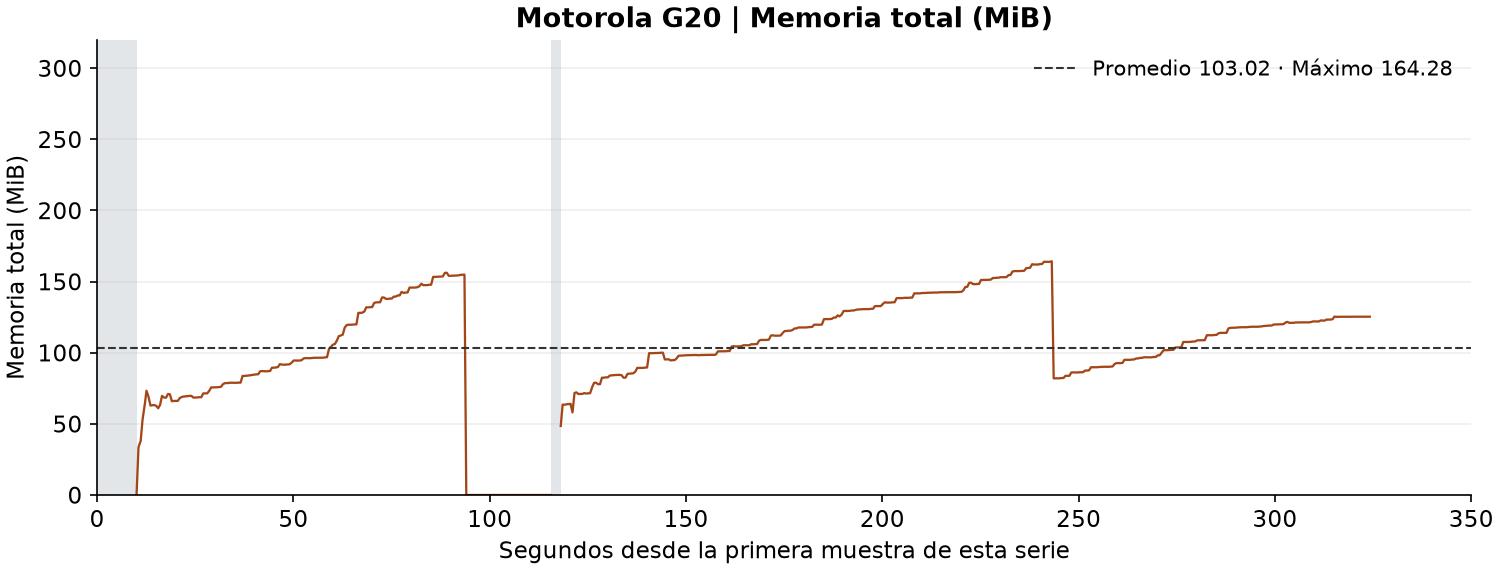 Motorola G20 | Memoria total (MiB)
Promedio 103.02 · Máximo 164.28
Memoria total (MiB)
300
250
200
150
100
50
0
0 50 100 150 200 250 300 350
Segundos desde la primera muestra de esta serie